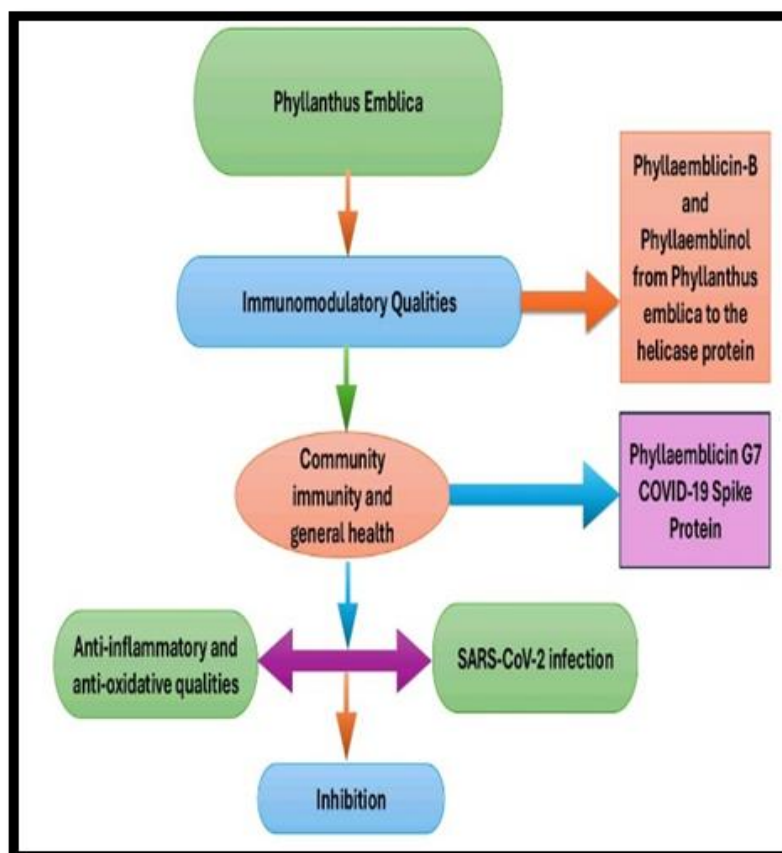 Phyllanthus Emblica
Phyllaemblicin-B
and
Phyllaemblinol
from Phyllanthus
emblica to the
helicase protein
Immunomodulatory Qualities
Community
immunity and
general health
Phyllaemblicin G7
COVID-19 Spike
Protein
Anti-inflammatory and
anti-oxidative qualities
SARS-CoV-2 infection
Inhibition